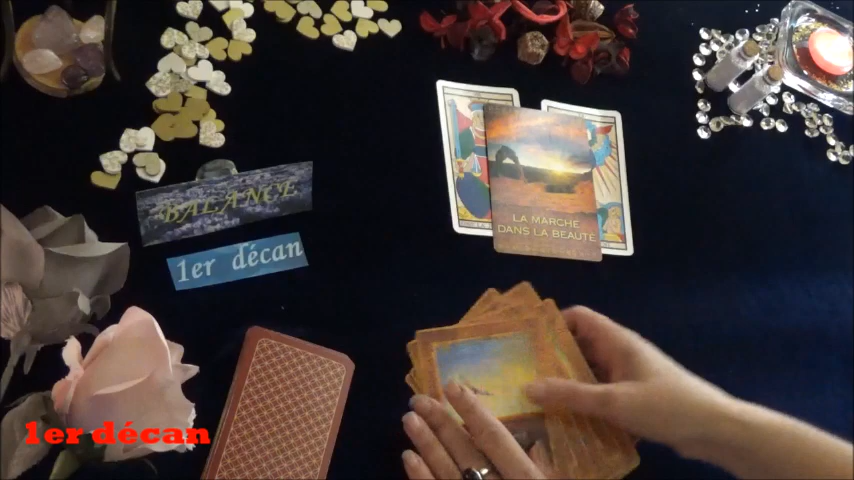 BALANCE
1er décan
LA MARCHE
DANS LA BEAUTÉ
1er décan